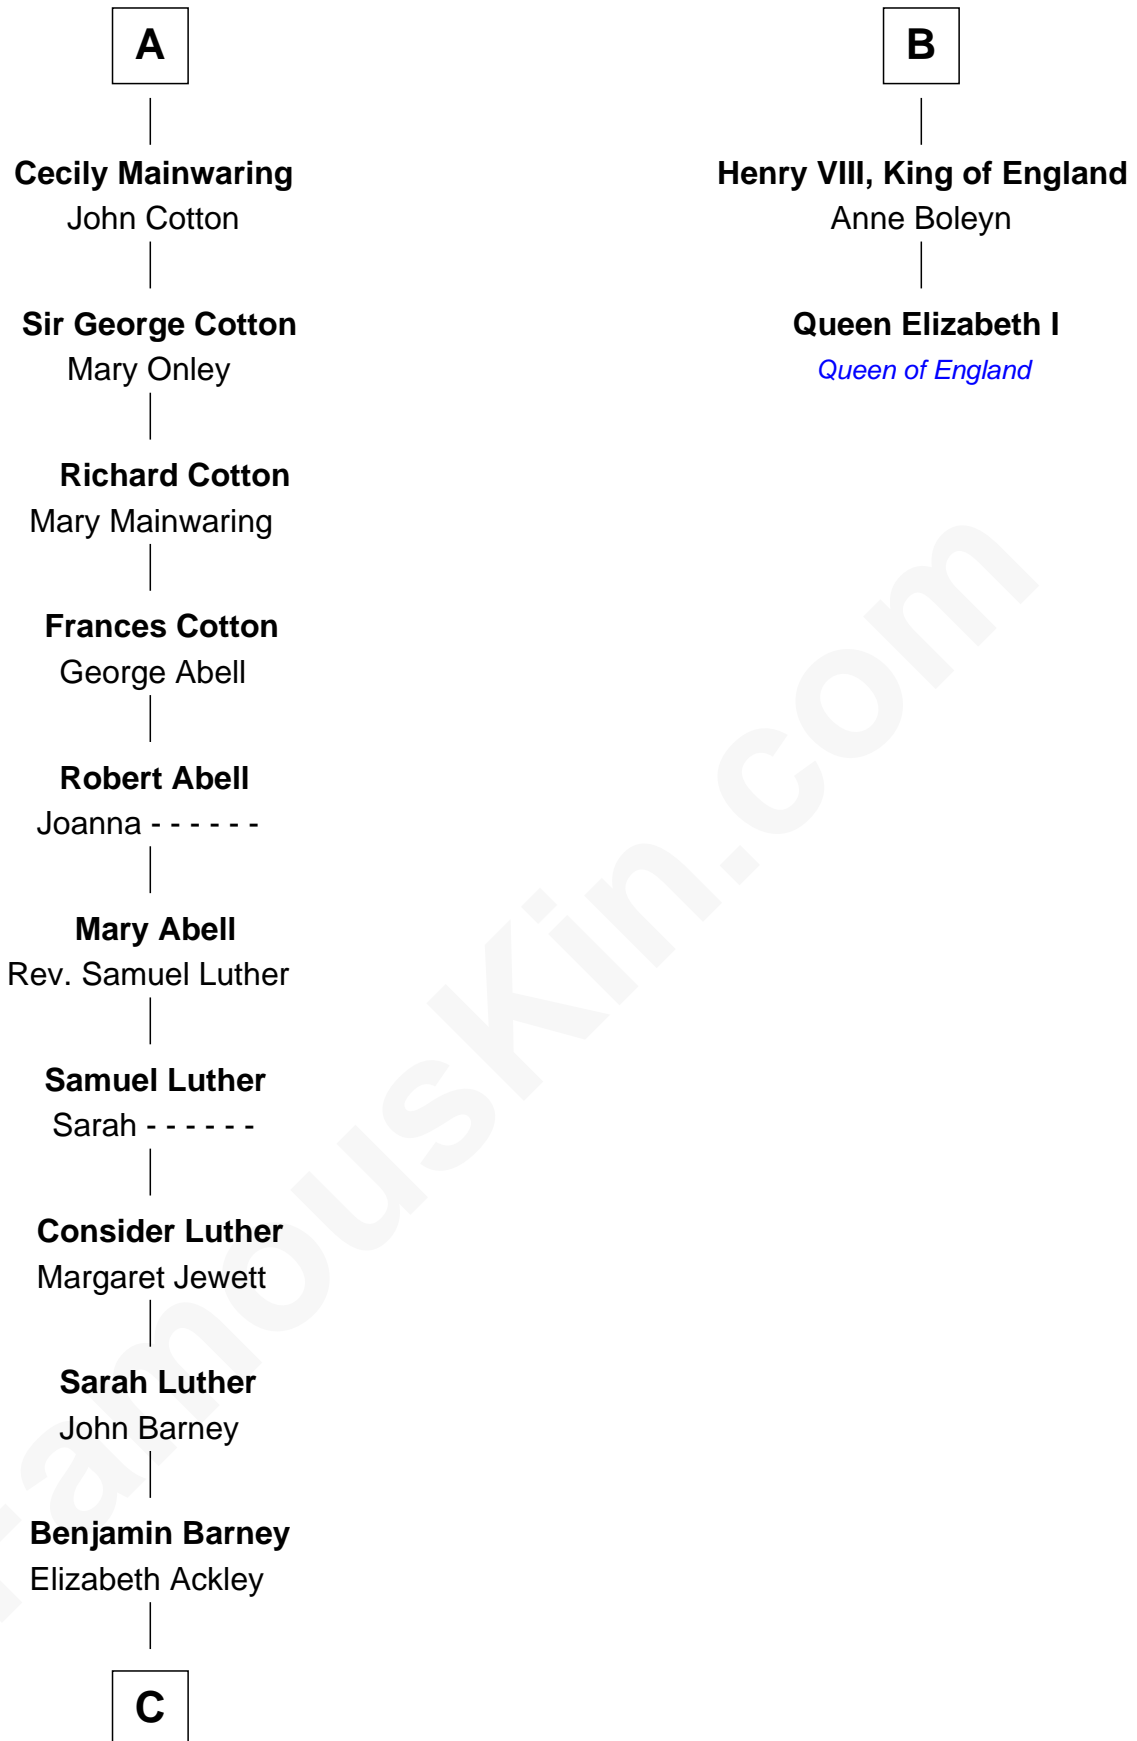 A
Cecily Mainwaring
John Cotton
Sir George Cotton
Mary Onley
Richard Cotton
Mary Mainwaring
Frances Cotton
George Abell
Robert Abell
Joanna - - - - - -
Mary Abell
Rev. Samuel Luther
Samuel Luther
Sarah - - - - - -
Consider Luther
Margaret Jewett
Sarah Luther
John Barney
Benjamin Barney
Elizabeth Ackley
C
B
Henry VIII, King of England
Anne Boleyn
Queen Elizabeth I
Queen of England
FamousKin.com